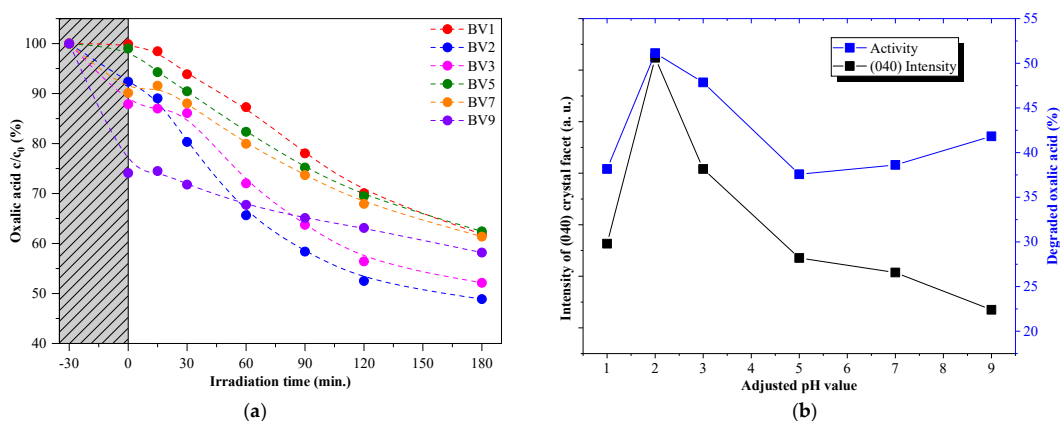 Oxalic acid c/c0 (%)
100
90
80
70
60
50
40
-30
0
30
60
90
120
150
180
Irradiation time (min.)
BV1
BV2
BV3
BV5
BV7
BV9
(a)
Intensity of (040) crystal facet (a. u.)
1
2
3
4
5
6
7
8
9
Adjusted pH value
Activity
(040) Intensity
55
50
45
40
35
30
25
20
Degraded oxalic acid (%)
(b)